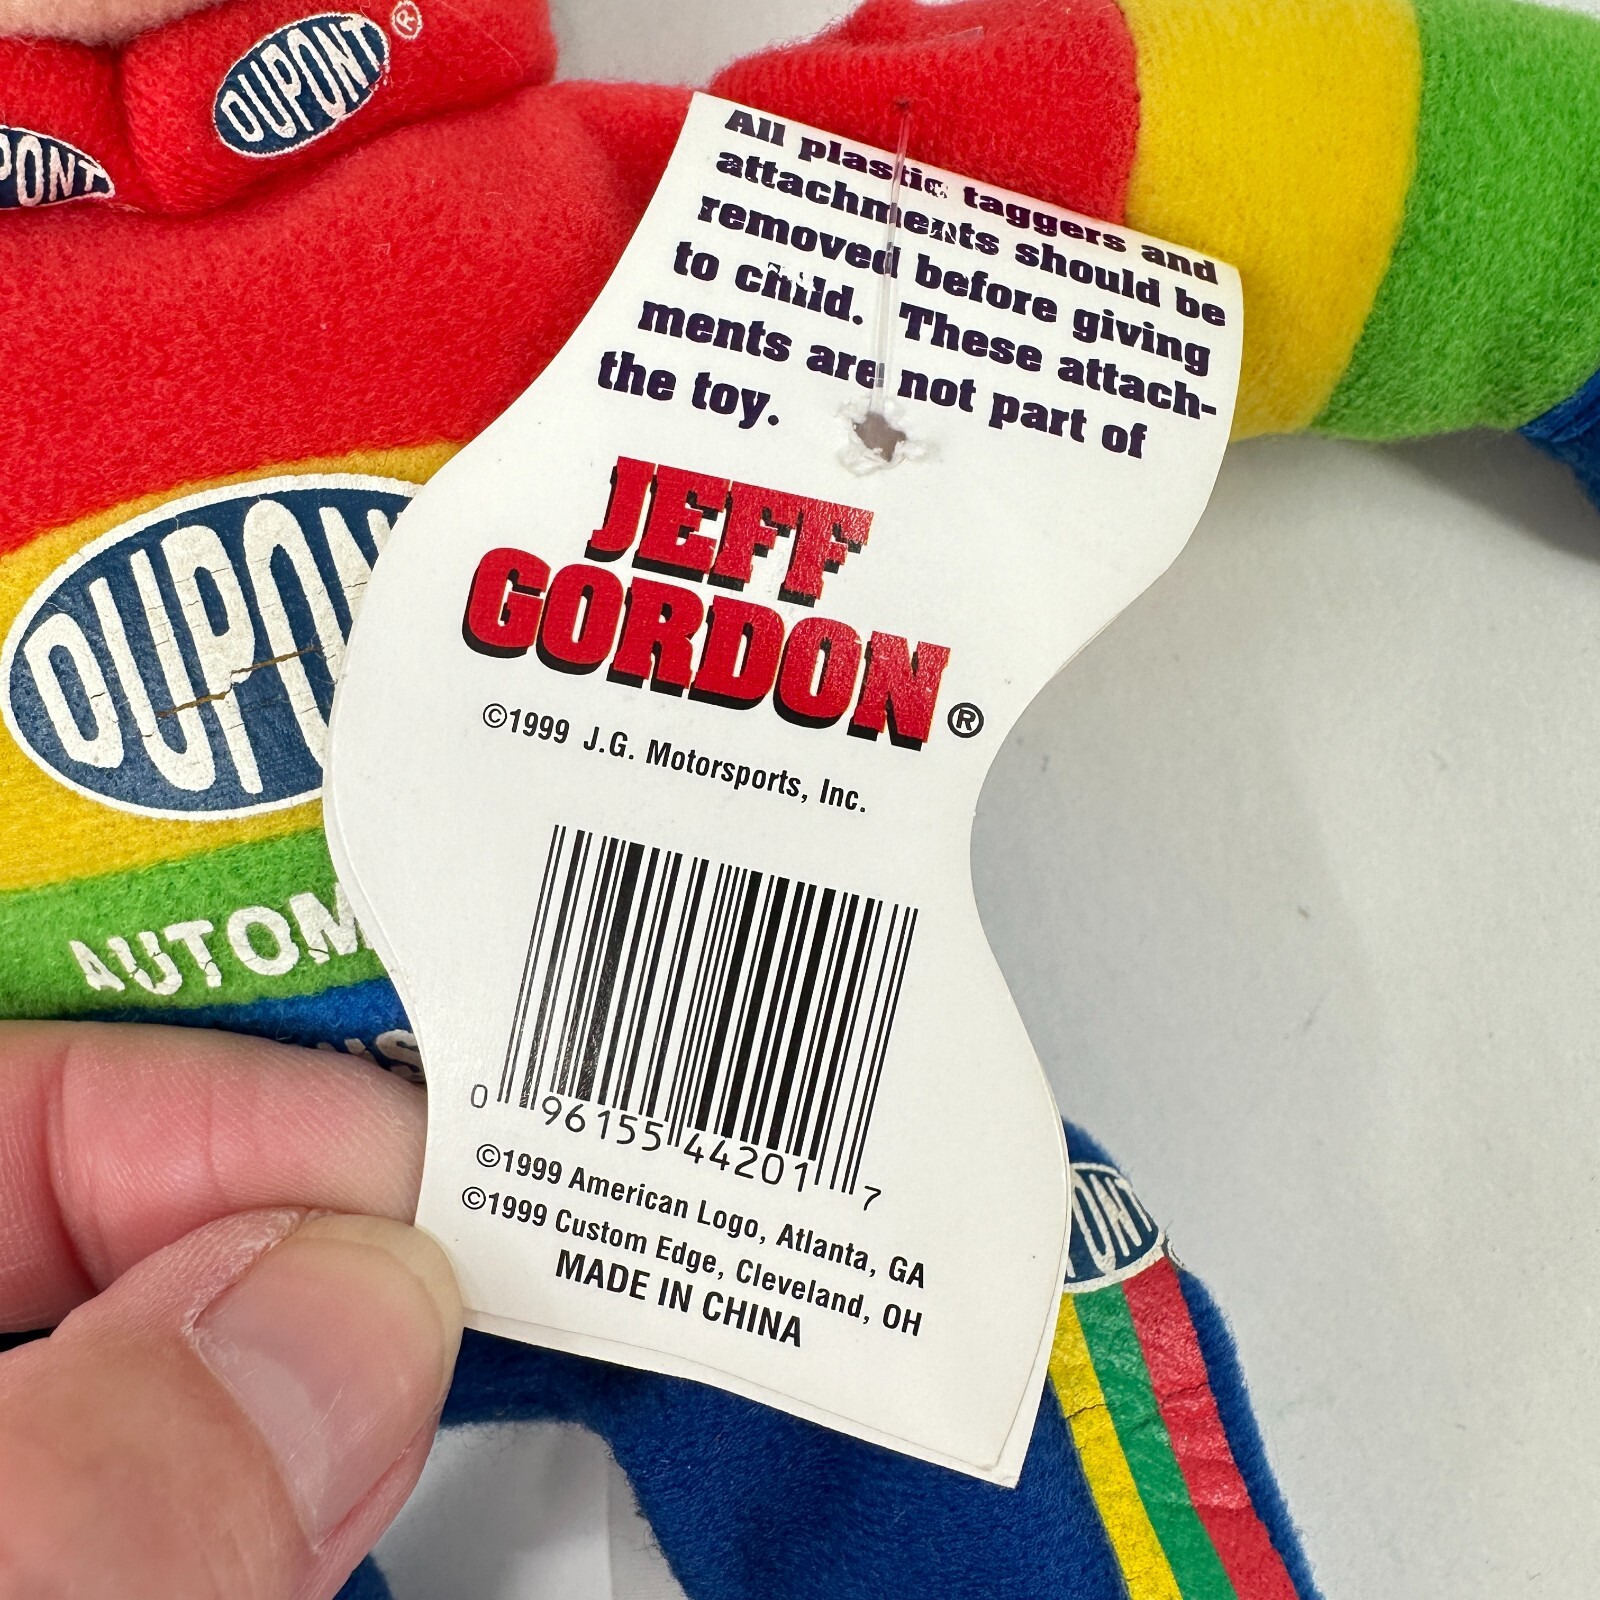 DUPONT®
PONT
All plastic taggers and
attachments should be
removed before giving
to child. These attach-
ments are not part of
the toy.
JEFF
GORDON®
©1999 J.G. Motorsports, Inc.
DUPON
AUTOM
0 96155 44201 7
©1999 American Logo, Atlanta, GA
©1999 Custom Edge, Cleveland, OH
MADE IN CHINA
PONT